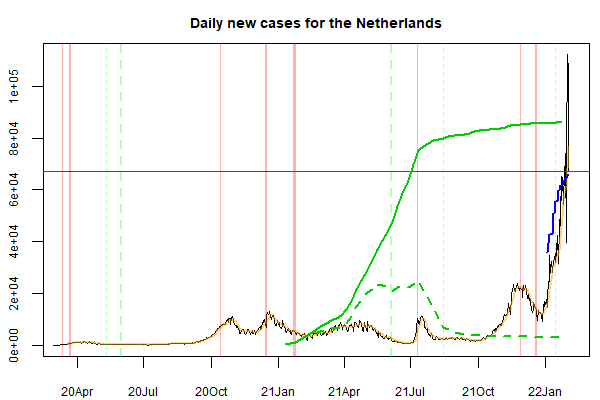 Daily new cases for the Netherlands
1e+05
8e+04
6e+04
4e+04
2e+04
0e+00
20Apr 20Jul 20Oct 21Jan 21Apr 21Jul 21Oct 22Jan